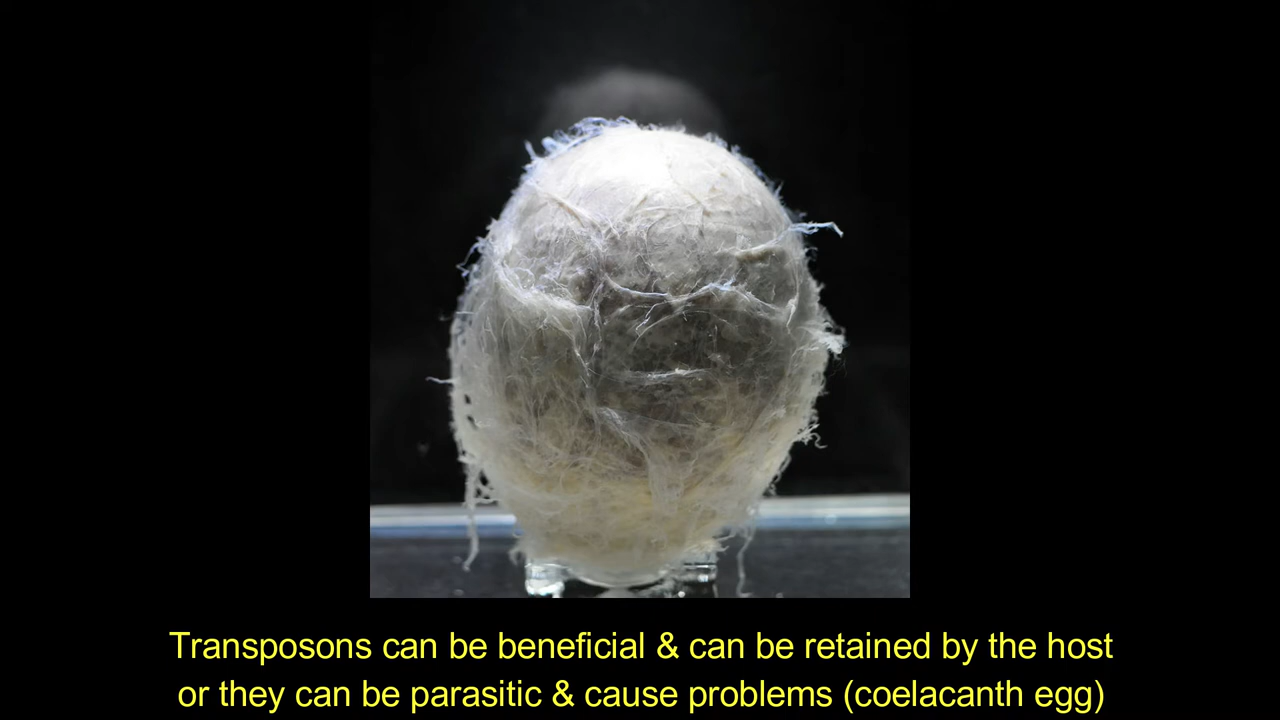 Transposons can be beneficial & can be retained by the host
or they can be parasitic & cause problems (coelacanth egg)